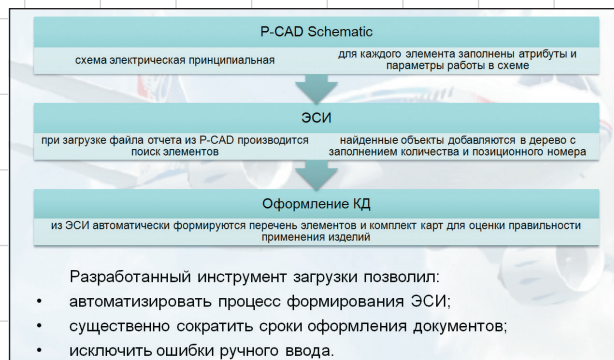 P-CAD Schematic
схема электрическая принципиальная
для каждого элемента заполнены атрибуты и
параметры работы в схеме
ЭСИ
при загрузке файла отчета из P-CAD производится
поиск элементов
найденные объекты добавляются в дерево с
заполнением количества и позиционного номера
Оформление КД
из ЭСИ автоматически формируются перечень элементов и комплект карт для оценки правильности
применения изделий
Разработанный инструмент загрузки позволил:
• автоматизировать процесс формирования ЭСИ;
• существенно сократить сроки оформления документов;
• исключить ошибки ручного ввода.